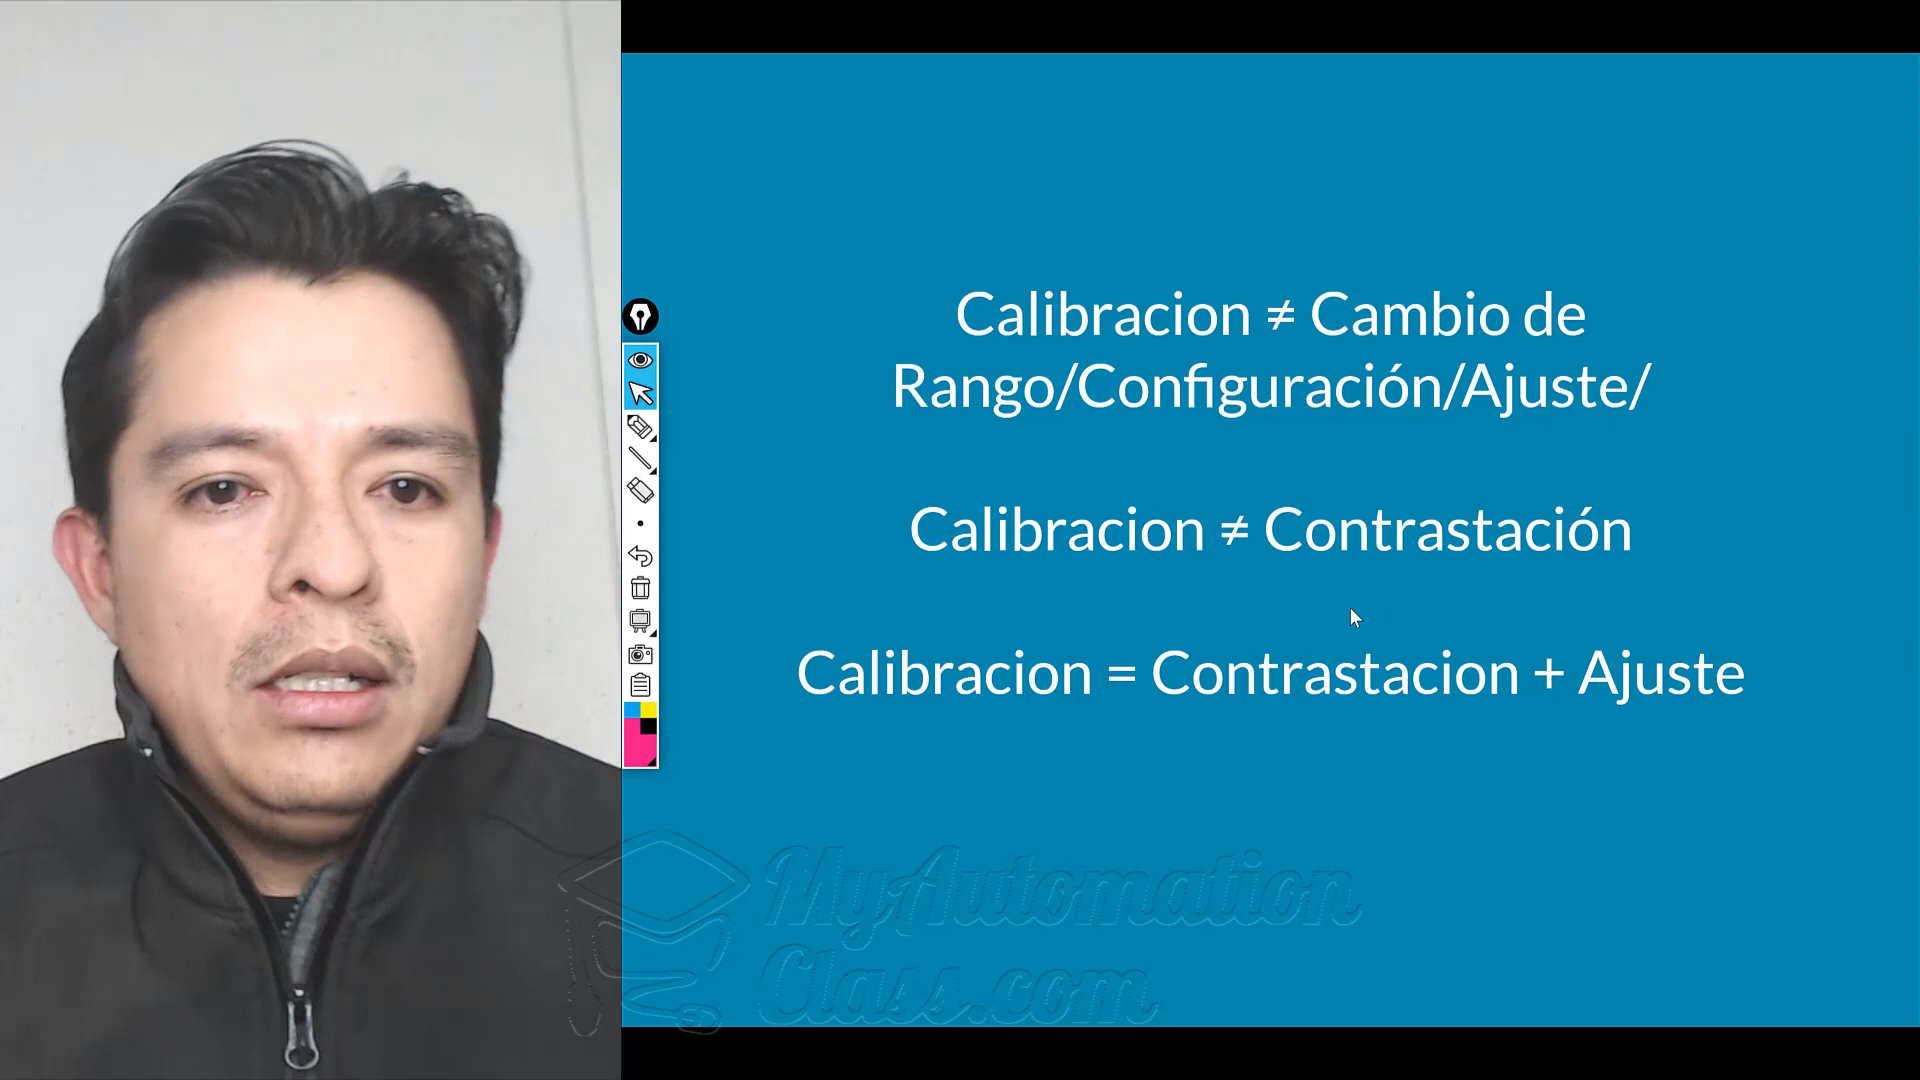 Calibracion ≠ Cambio de
Rango/Configuración/Ajuste/
Calibracion ≠ Contrastación
Calibracion = Contrastacion + Ajuste
MyAutomation
Class.com